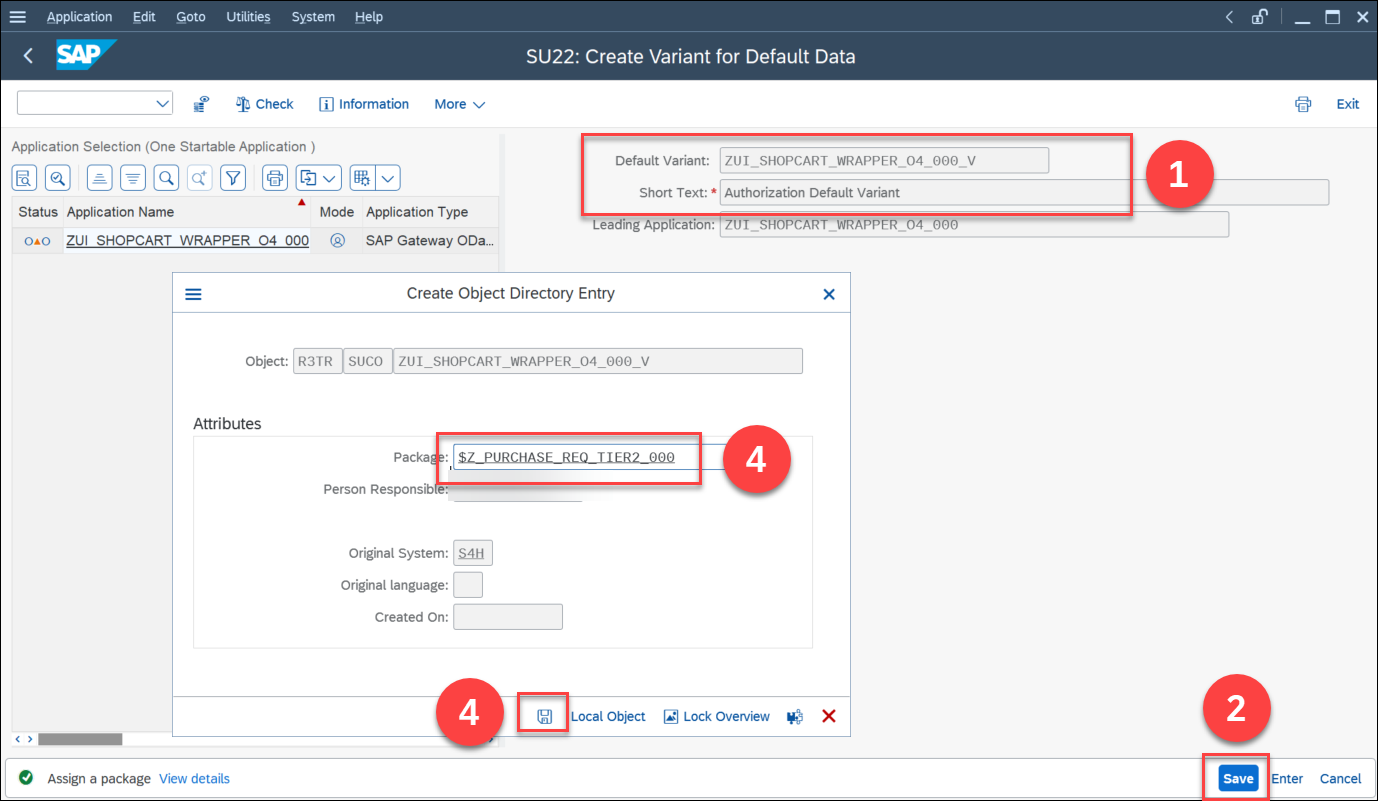 Application Edit Goto Utilities System Help
SAP SU22: Create Variant for Default Data
Check Information More Exit
Application Selection (One Startable Application )
Default Variant: ZUI_SHOPCART_WRAPPER_O4_000_V
1
Short Text: * Authorization Default Variant
Status Application Name Mode Application Type
Leading Application: ZUI_SHOPCART_WRAPPER_O4_000
ZUI_SHOPCART_WRAPPER_O4_000 SAP Gateway ODa...
Create Object Directory Entry
Object: R3TR SUCO ZUI_SHOPCART_WRAPPER_O4_000_V
Attributes
Package: $Z_PURCHASE_REQ_TIER2_000
4
Person Responsible:
Original System: S4H
Original language:
Created On:
4
Local Object Lock Overview
2
Assign a package View details Save Enter Cancel